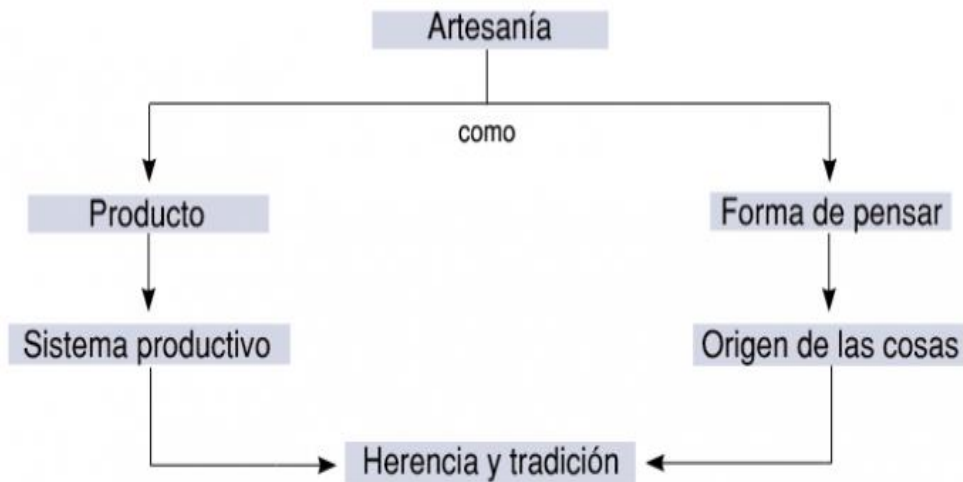 Artesanía
como
Producto
Forma de pensar
Sistema productivo
Origen de las cosas
Herencia y tradición